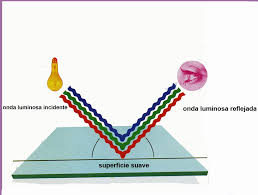 onda luminosa incidente
onda luminosa reflejada
superficie suave